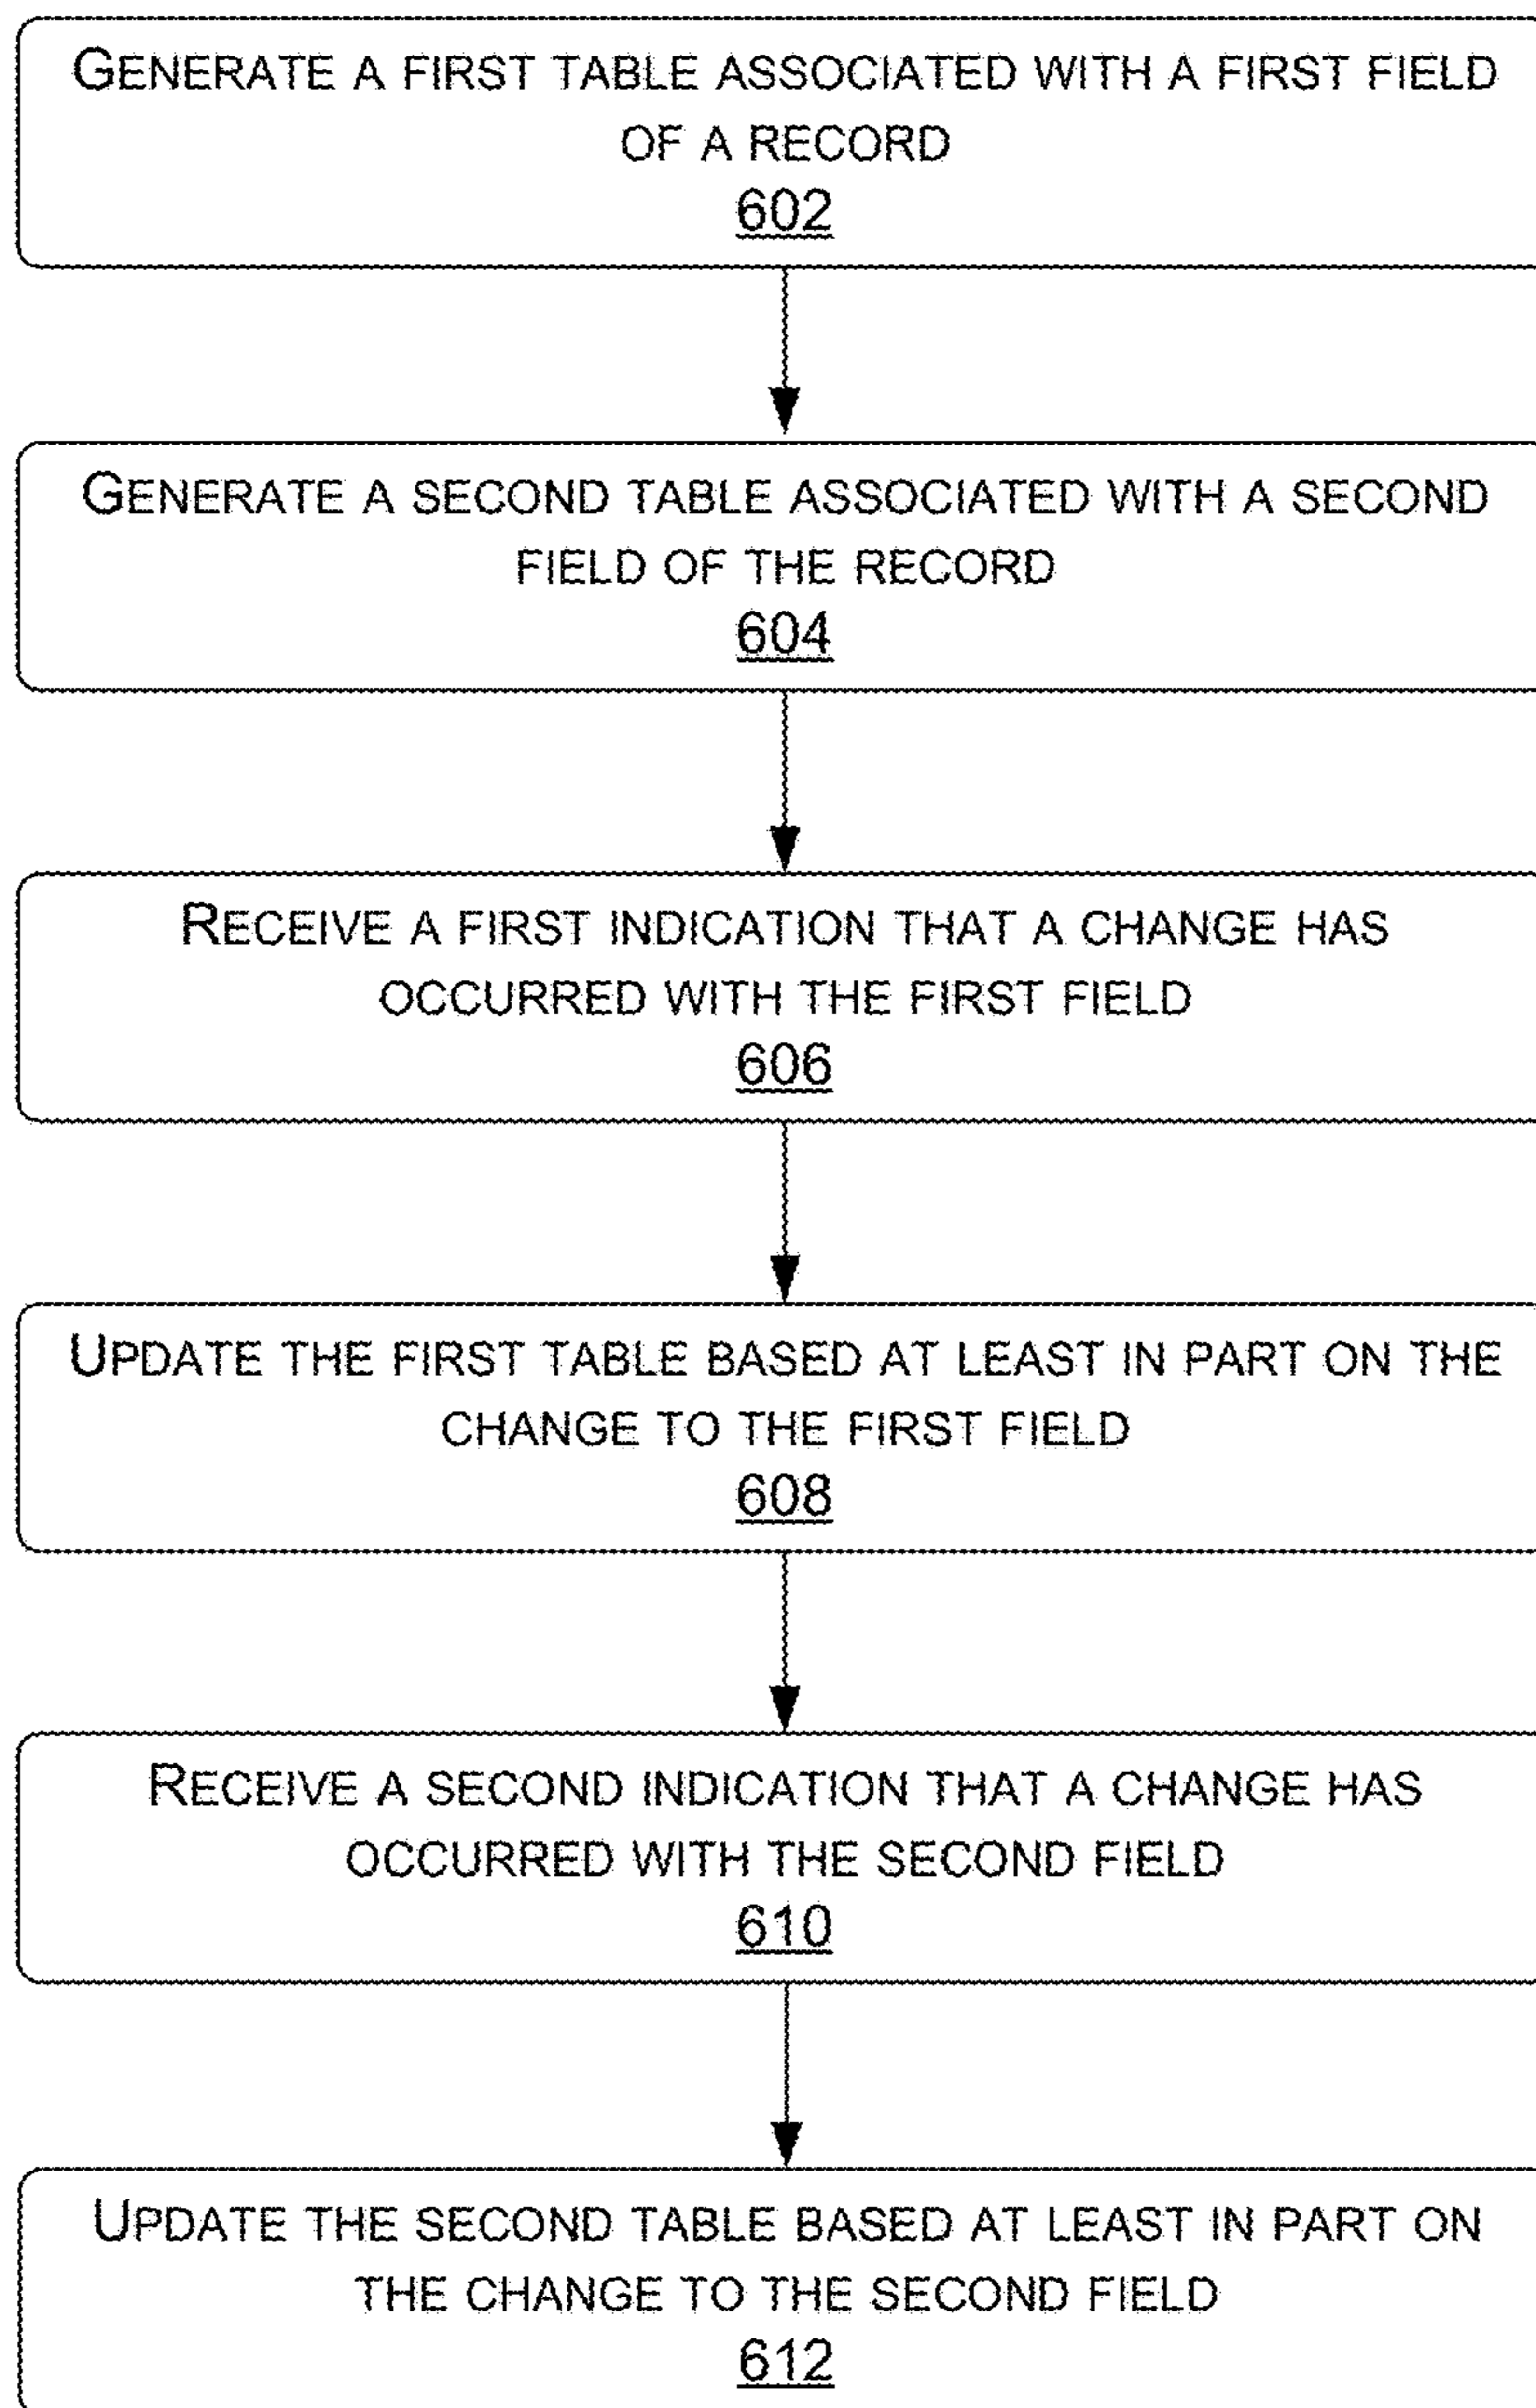 GENERATE A FIRST TABLE ASSOCIATED WITH A FIRST FIELD
OF A RECORD
602
GENERATE A SECOND TABLE ASSOCIATED WITH A SECOND
FIELD OF THE RECORD
604
RECEIVE A FIRST INDICATION THAT A CHANGE HAS
OCCURRED WITH THE FIRST FIELD
606
UPDATE THE FIRST TABLE BASED AT LEAST IN PART ON THE
CHANGE TO THE FIRST FIELD
608
RECEIVE A SECOND INDICATION THAT A CHANGE HAS
OCCURRED WITH THE SECOND FIELD
610
UPDATE THE SECOND TABLE BASED AT LEAST IN PART ON
THE CHANGE TO THE SECOND FIELD
612